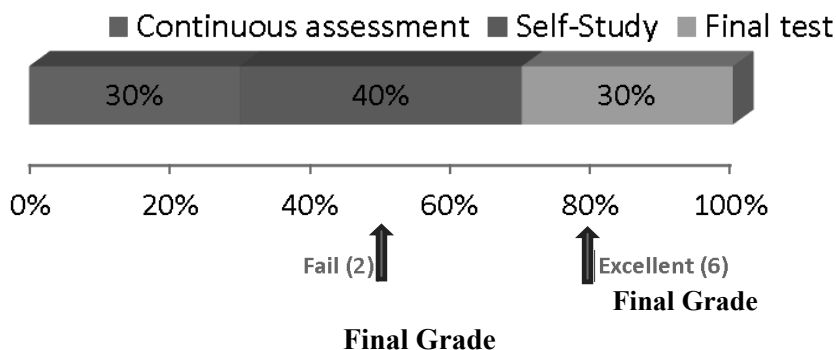 Continuous assessment Self-Study Final test
30% 40% 30%
0% 20% 40% 60% 80% 100%
Fail (2) Excellent (6)
Final Grade
Final Grade